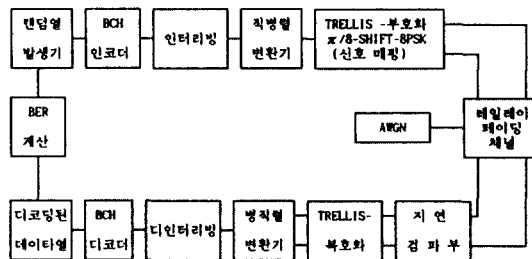 랜덤열
발생기
BCH
인코더
인터리빙
직병렬
변환기
TRELLIS -부호화
π/8-SHIFT-8PSK
(신호 매핑)
BER
계산
AWGN
레일레이
페이딩
채널
디코딩된
데이타열
BCH
디코더
디인터리빙
병직렬
변환기
TRELLIS-
복호화
지 연
검 파 부